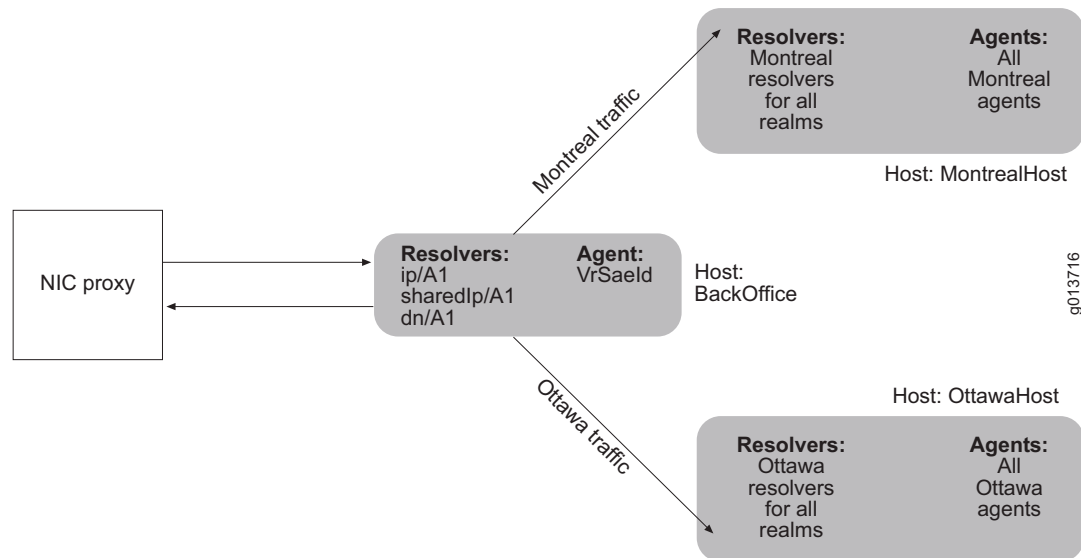 Resolvers:
Montreal
resolvers
for all
realms
Agents:
All
Montreal
agents
Host: MontrealHost
Montreal traffic
NIC proxy
Resolvers:
ip/A1
sharedIp/A1
dn/A1
Agent:
VrSaeId
Host:
BackOffice
g013716
Ottawa traffic
Host: OttawaHost
Resolvers:
Ottawa
resolvers
for all
realms
Agents:
All
Ottawa
agents